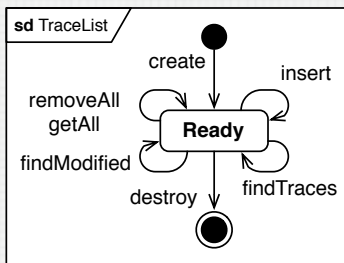 sd TraceList
create
insert
removeAll
getAll
Ready
findModified
findTraces
destroy